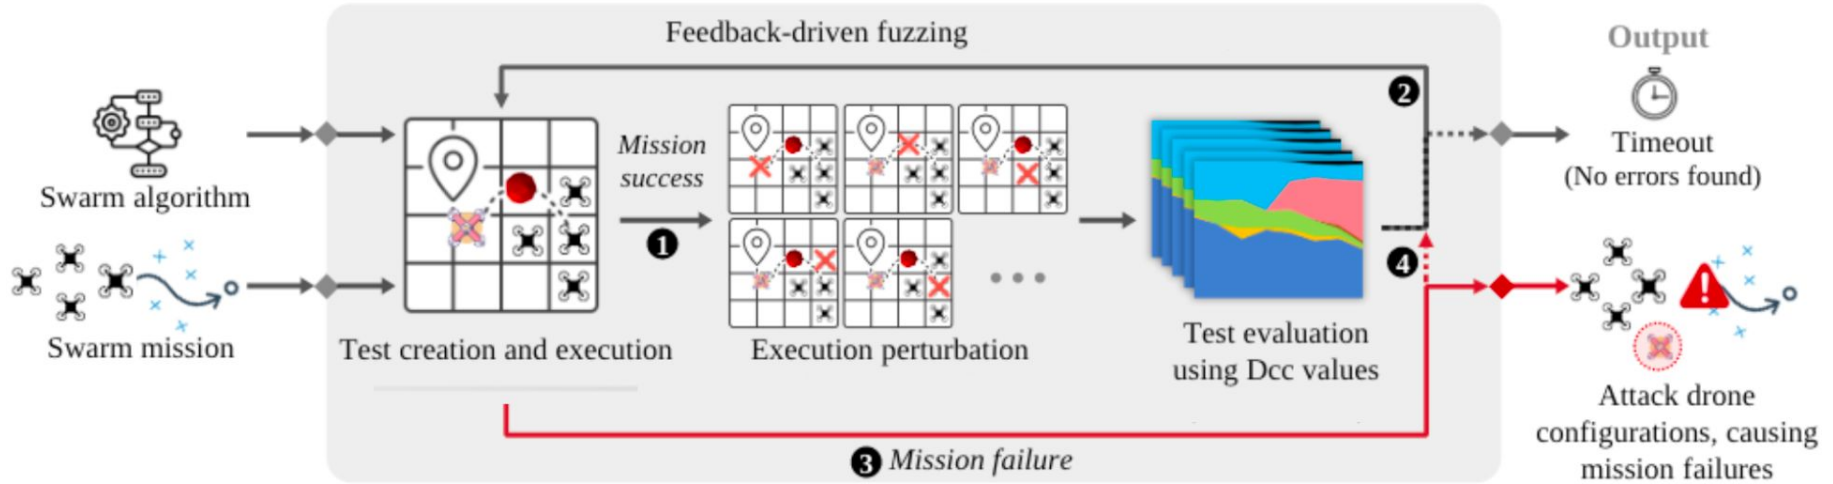 Feedback-driven fuzzing
Output
2
Timeout
(No errors found)
Swarm algorithm
Mission
success
1
4
Swarm mission
Test creation and execution
Execution perturbation
Test evaluation
using Dcc values
Attack drone
configurations, causing
mission failures
3 Mission failure